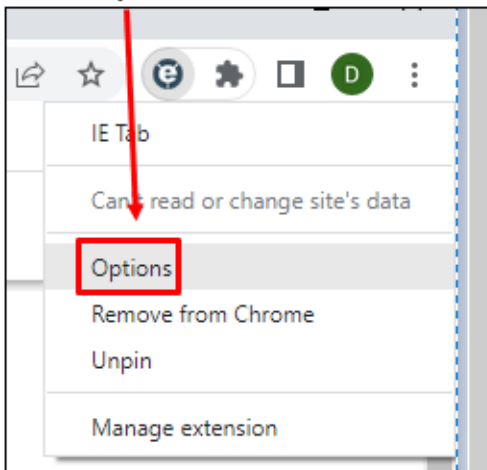 D
IE Tab
Can't read or change site's data
Options
Remove from Chrome
Unpin
Manage extension